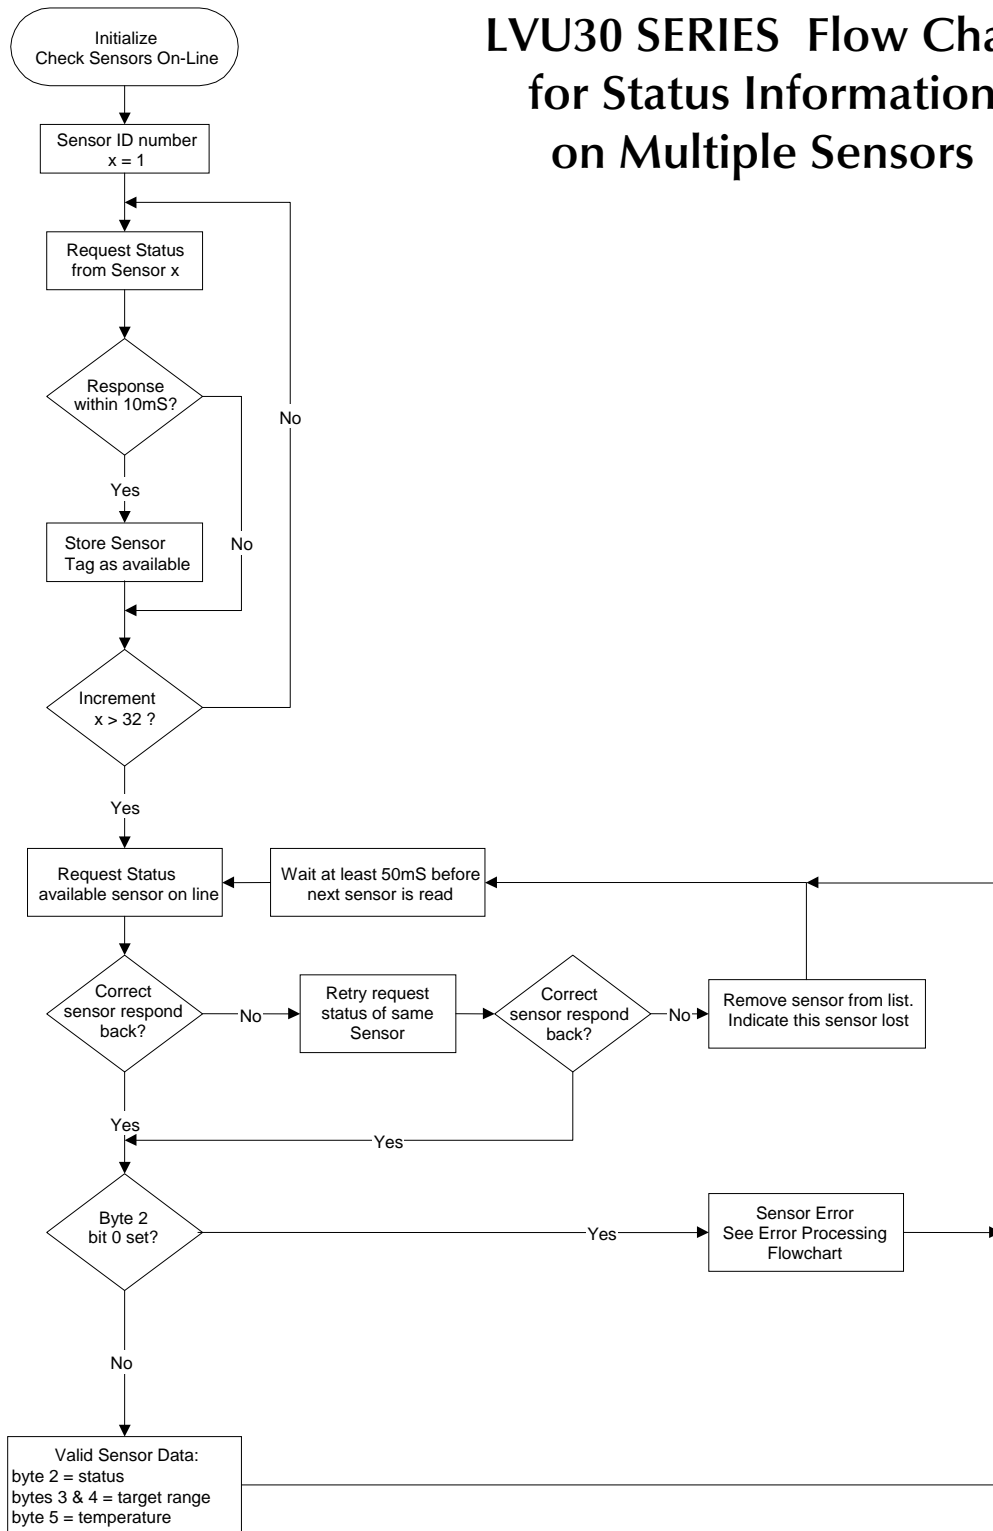 LVU30 SERIES Flow Cha
for Status Information
on Multiple Sensors
Initialize
Check Sensors On-Line
Sensor ID number
x = 1
Request Status
from Sensor x
Response
within 10mS?
No
Yes
Store Sensor
Tag as available
No
Increment
x > 32 ?
Yes
Request Status
available sensor on line
Wait at least 50mS before
next sensor is read
Correct
sensor respond
back?
No
Retry request
status of same
Sensor
Correct
sensor respond
back?
No
Remove sensor from list.
Indicate this sensor lost
Yes
Yes
Byte 2
bit 0 set?
Yes
Sensor Error
See Error Processing
Flowchart
No
Valid Sensor Data:
byte 2 = status
bytes 3 & 4 = target range
byte 5 = temperature